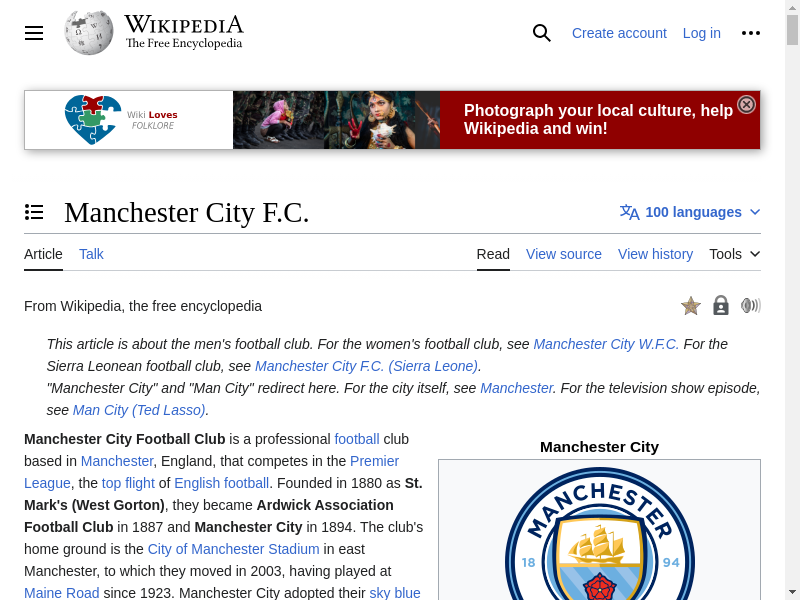 WIKIPEDIA
The Free Encyclopedia
Create account
Log in
Wiki Loves
FOLKLORE
Photograph your local culture, help
Wikipedia and win!
Manchester City F.C.
100 languages
Article
Talk
Read
View source
View history
Tools
From Wikipedia, the free encyclopedia
This article is about the men's football club. For the women's football club, see Manchester City W.F.C. For the
Sierra Leonean football club, see Manchester City F.C. (Sierra Leone).
"Manchester City" and "Man City" redirect here. For the city itself, see Manchester. For the television show episode,
see Man City (Ted Lasso).
Manchester City Football Club is a professional football club
based in Manchester, England, that competes in the Premier
League, the top flight of English football. Founded in 1880 as St.
Mark's (West Gorton), they became Ardwick Association
Football Club in 1887 and Manchester City in 1894. The club's
home ground is the City of Manchester Stadium in east
Manchester, to which they moved in 2003, having played at
Maine Road since 1923. Manchester City adopted their sky blue
Manchester City
MANCHESTER
18 94